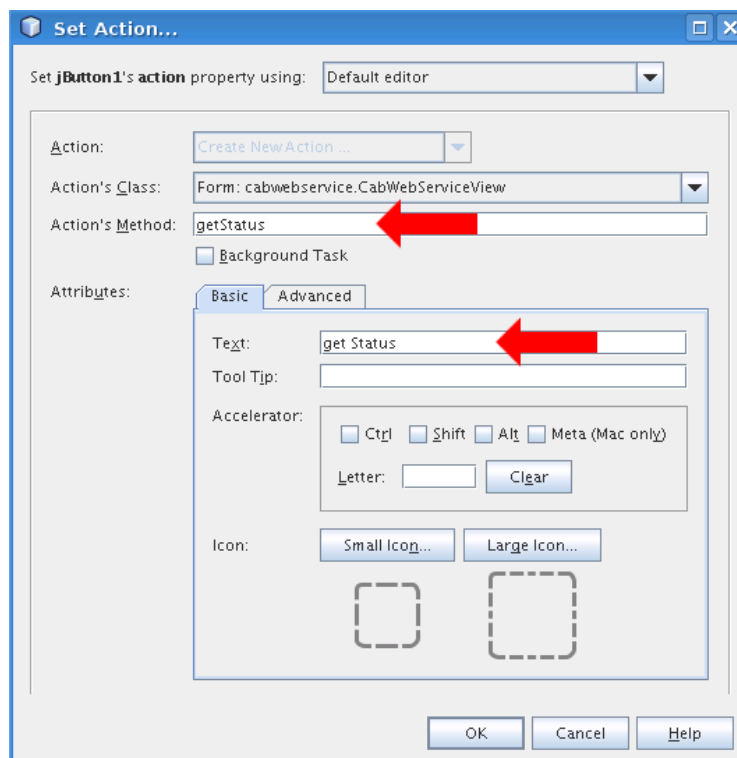 Set Action...
Set jButton1's action property using: Default editor
Action: Create New Action ...
Action's Class: Form: cabwebservice.CabWebServiceView
Action's Method: getStatus
Background Task
Attributes: Basic Advanced
Text: get Status
Tool Tip:
Accelerator:
Ctrl Shift Alt Meta (Mac only)
Letter: Clear
Icon: Small Icon... Large Icon...
OK Cancel Help